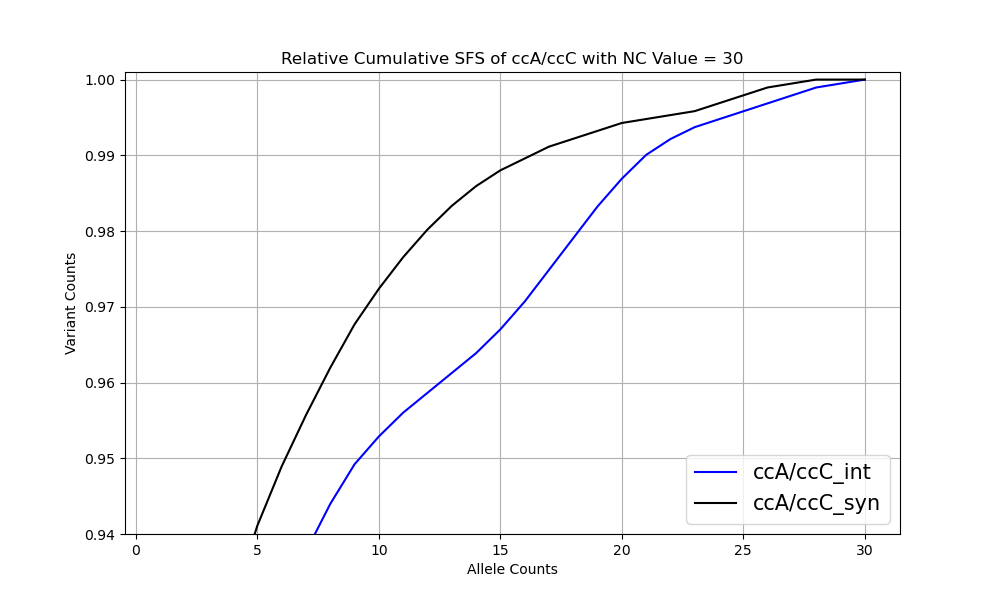 Relative Cumulative SFS of ccA/ccC with NC Value = 30
Variant Counts
1.00
0.99
0.98
0.97
0.96
0.95
0.94
ccA/ccC_int
ccA/ccC_syn
0 5 10 15 20 25 30
Allele Counts